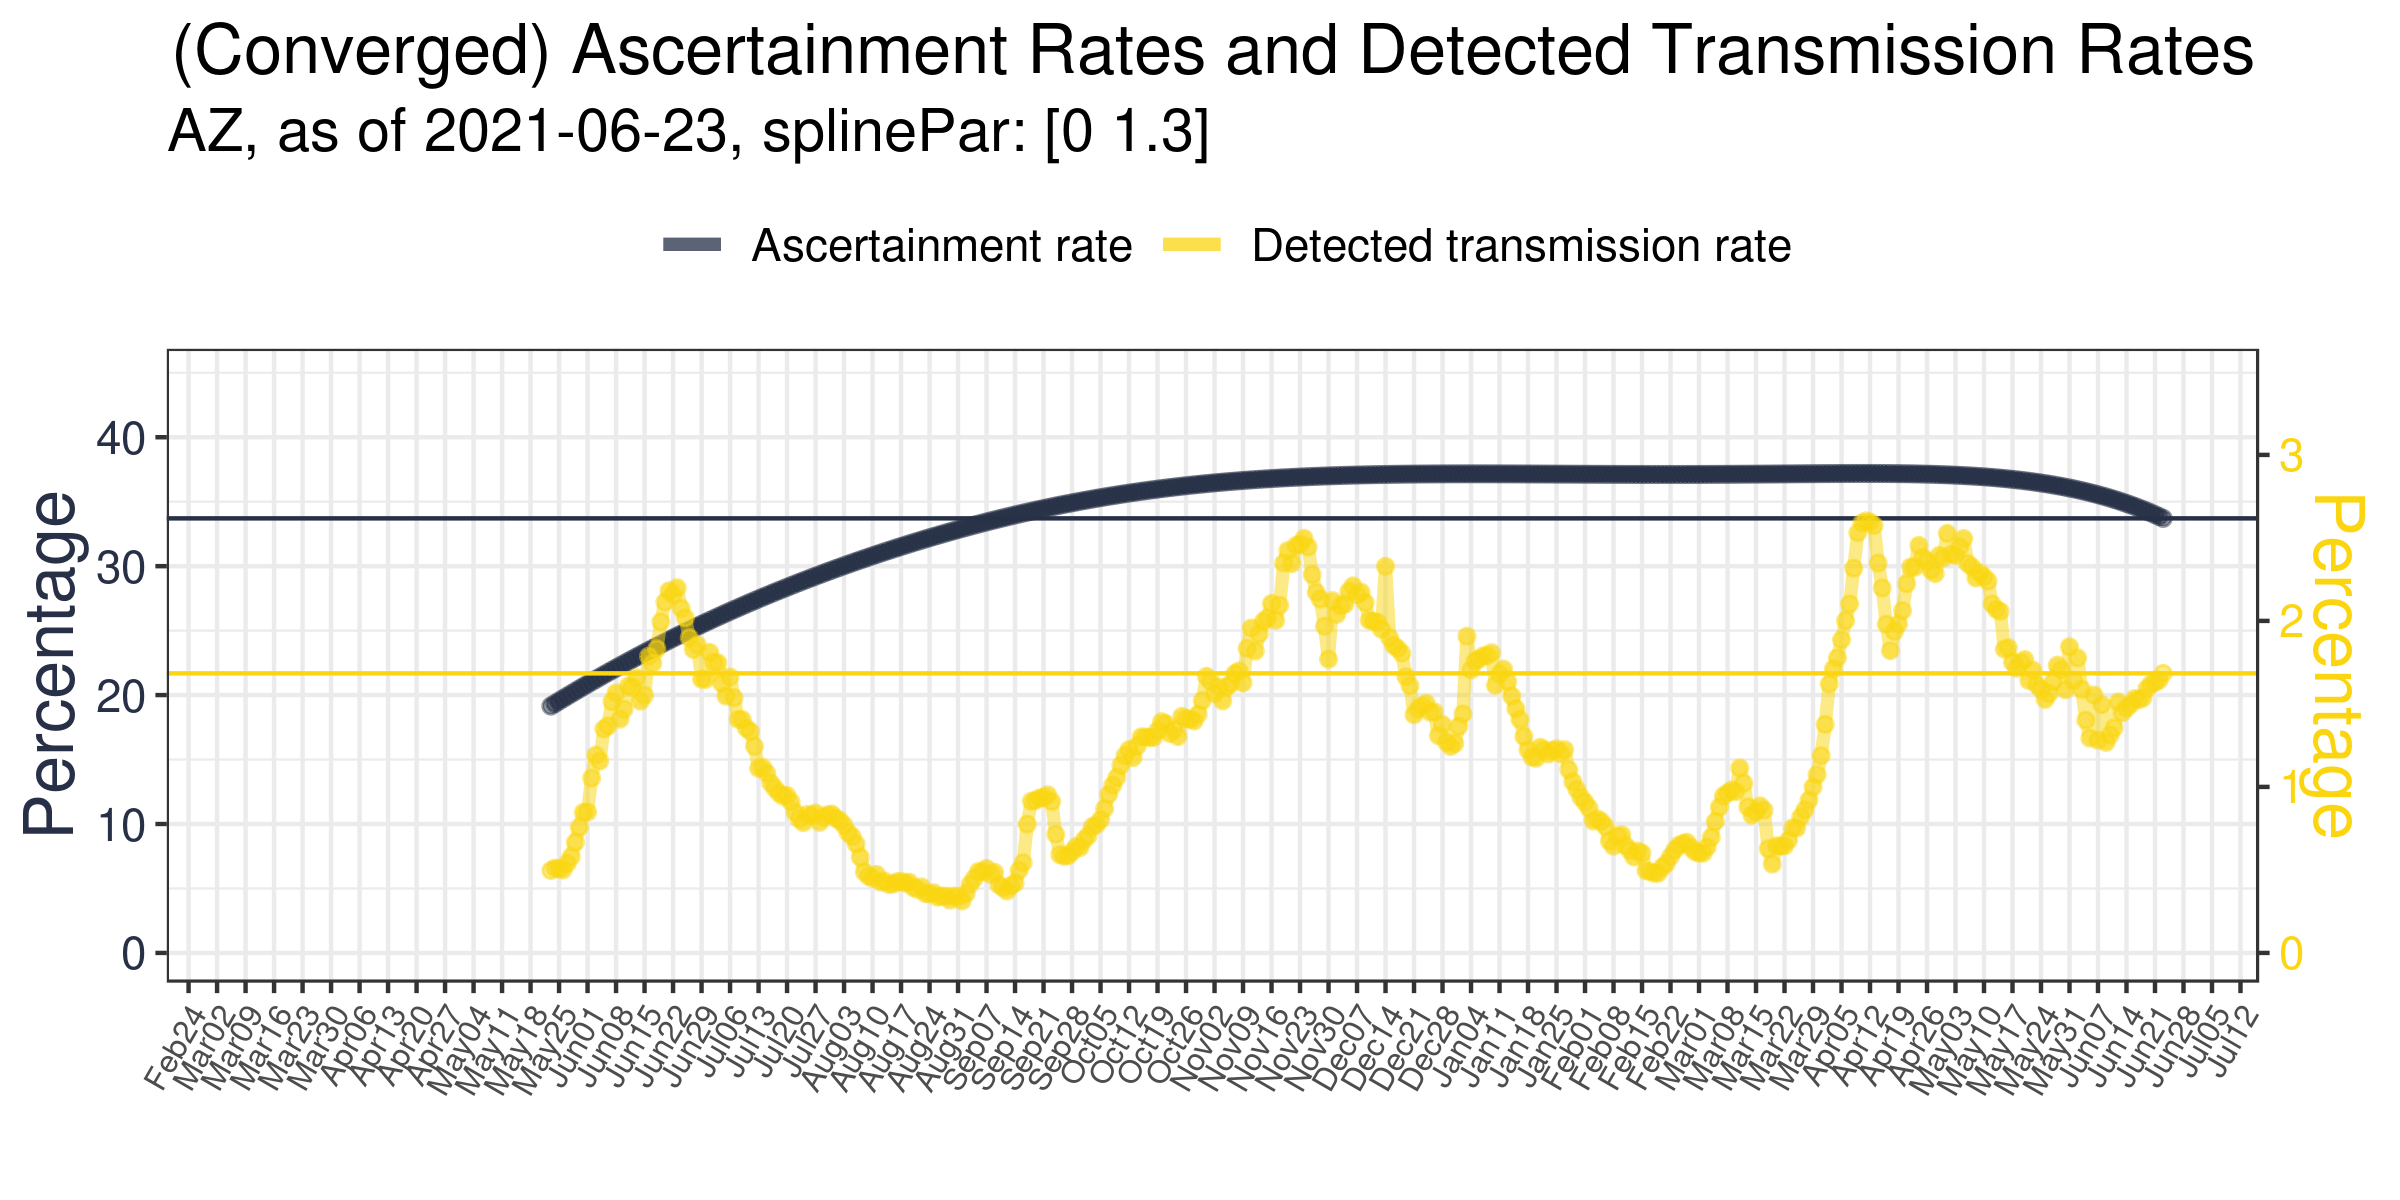 (Converged) Ascertainment Rates and Detected Transmission Rates
AZ, as of 2021-06-23, splinePar: [0 1.3]
Ascertainment rate
Detected transmission rate
Percentage
40
30
20
10
0
3
2
1
0
Percentage
Feb24
Mar02
Mar09
Mar16
Mar23
Mar30
Apr06
Apr13
Apr20
Apr27
May04
May11
May18
May25
Jun01
Jun08
Jun15
Jun22
Jun29
Jul06
Jul13
Jul20
Jul27
Aug03
Aug10
Aug17
Aug24
Aug31
Sep07
Sep14
Sep21
Sep28
Oct05
Oct12
Oct19
Oct26
Nov02
Nov09
Nov16
Nov23
Nov30
Dec07
Dec14
Dec21
Dec28
Jan04
Jan11
Jan18
Jan25
Feb01
Feb08
Feb15
Feb22
Mar01
Mar08
Mar15
Mar22
Mar29
Apr05
Apr12
Apr19
Apr26
May03
May10
May17
May24
May31
Jun07
Jun14
Jun21
Jun28
Jul05
Jul12